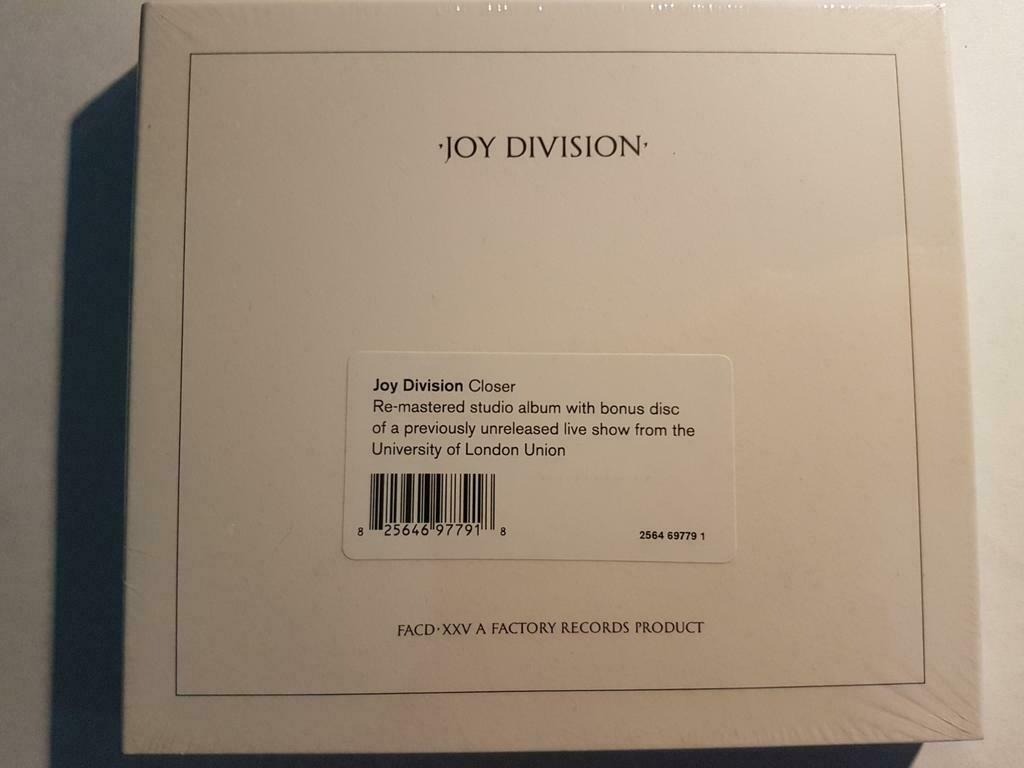 ·JOY DIVISION·
Joy Division Closer
Re-mastered studio album with bonus disc
of a previously unreleased live show from the
University of London Union
8 25646 97791 8
2564 69779 1
FACD·XXV A FACTORY RECORDS PRODUCT